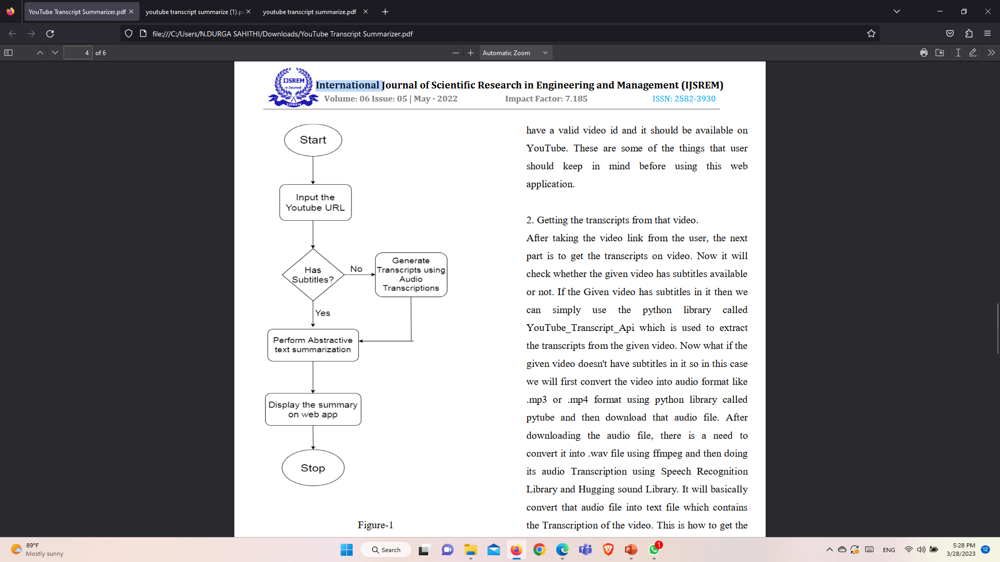 YouTube Transcript Summarizer.pdf
youtube transcript summarize (1).pd
youtube transcript summarize.pdf
file:///C:/Users/N.DURGA SAHITHI/Downloads/YouTube Transcript Summarizer.pdf
4 of 6
Automatic Zoom
IJSREM
e-Journal
IJSREM
International Journal of Scientific Research in Engineering and Management (IJSREM)
Volume: 06 Issue: 05 | May - 2022 Impact Factor: 7.185 ISSN: 2582-3930
Start
Input the
Youtube URL
Has
Subtitles?
No
Generate
Transcripts using
Audio
Transcriptions
Yes
Perform Abstractive
text summarization
Display the summary
on web app
Stop
Figure-1
have a valid video id and it should be available on
YouTube. These are some of the things that user
should keep in mind before using this web
application.
2. Getting the transcripts from that video.
After taking the video link from the user, the next
part is to get the transcripts on video. Now it will
check whether the given video has subtitles available
or not. If the Given video has subtitles in it then we
can simply use the python library called
YouTube_Transcript_Api which is used to extract
the transcripts from the given video. Now what if the
given video doesn't have subtitles in it so in this case
we will first convert the video into audio format like
.mp3 or .mp4 format using python library called
pytube and then download that audio file. After
downloading the audio file, there is a need to
convert it into .wav file using ffmpeg and then doing
its audio Transcription using Speech Recognition
Library and Hugging sound Library. It will basically
convert that audio file into text file which contains
the Transcription of the video. This is how to get the
89°F
Mostly sunny
Search
1
ENG
5:28 PM
3/28/2023
12